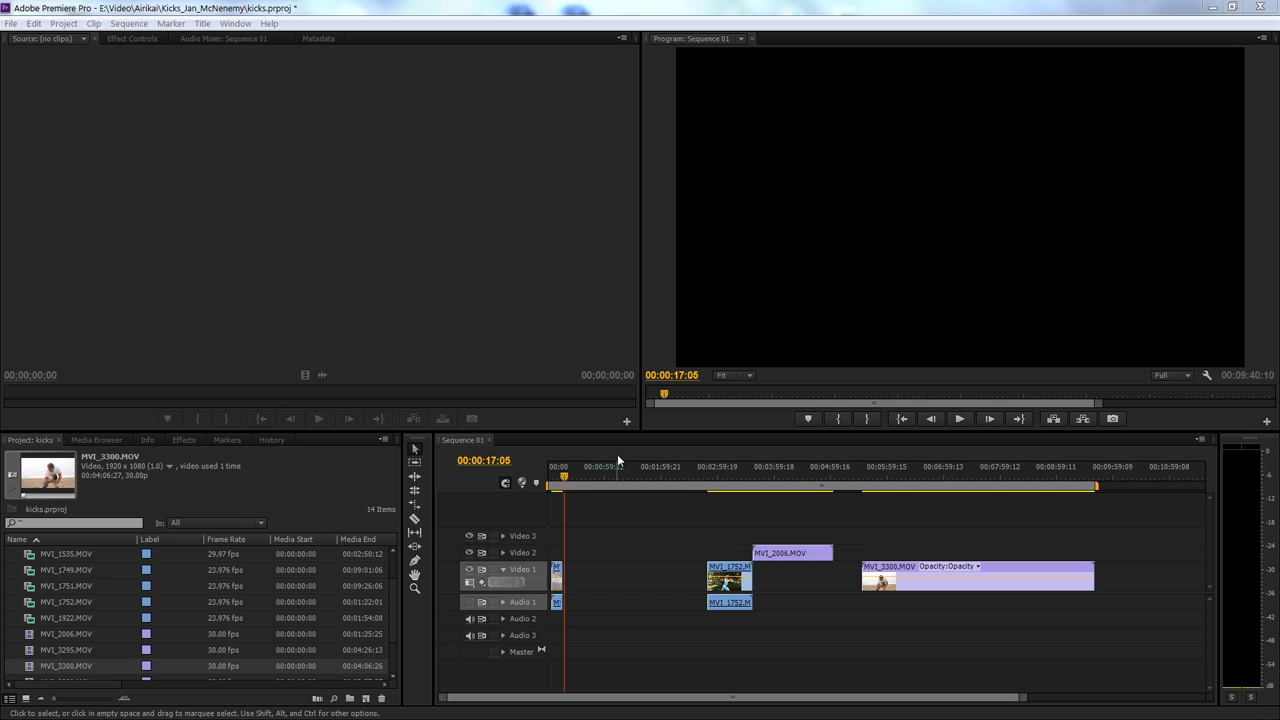 Adobe Premiere Pro - E:\Video\Airikai\Kicks_Jan_McNenemy\kicks.prproj *
File Edit Project Clip Sequence Marker Title Window Help
Source: (no clips) Effect Controls Audio Mixer: Sequence 01 Metadata
Program: Sequence 01
00;00;00;00 00;00;00;00
00:00:17:05 Fit Full 00:09:40:10
Project: kicks Media Browser Info Effects Markers History
MVI_3300.MOV
Video, 1920 x 1080 (1.0) , video used 1 time
00:04:06:27, 30.00p
kicks.prproj 14 Items
In: All
Name Label Frame Rate Media Start Media End
MVI_1535.MOV 29.97 fps 00:00:00:00 00:02:50:12
MVI_1749.MOV 23.976 fps 00:00:00:00 00:09:01:06
MVI_1751.MOV 23.976 fps 00:00:00:00 00:09:26:06
MVI_1752.MOV 23.976 fps 00:00:00:00 00:01:22:01
MVI_1922.MOV 23.976 fps 00:00:00:00 00:01:54:08
MVI_2006.MOV 30.00 fps 00:00:00:00 00:01:25:25
MVI_3295.MOV 30.00 fps 00:00:00:00 00:04:26:13
MVI_3300.MOV 30.00 fps 00:00:00:00 00:04:06:26
Sequence 01
00:00:17:05
00:00 00:00:59:22 00:01:59:21 00:02:59:19 00:03:59:18 00:04:59:16 00:05:59:15 00:06:59:13 00:07:59:12 00:08:59:11 00:09:59:09 00:10:59:08
Video 3
Video 2 MVI_2006.MOV
Video 1 M MVI_1752.M MVI_3300.MOV Opacity:Opacity
Audio 1 MVI_1752.M
Audio 2
Audio 3
Master
0
-6
-12
-18
-24
-30
-36
-42
-48
-54
S S
Click to select, or click in empty space and drag to marquee select. Use Shift, Alt, and Ctrl for other options.